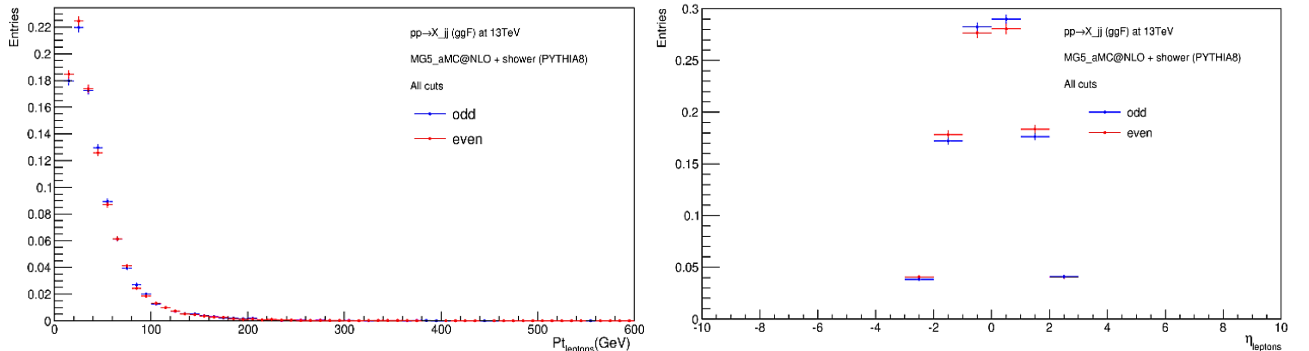 Entries
0.22
0.2
0.18
0.16
0.14
0.12
0.1
0.08
0.06
0.04
0.02
0
0 100 200 300 400 500 600
Pt_leptons(GeV)
pp→X_jj (ggF) at 13TeV
MG5_aMC@NLO + shower (PYTHIA8)
All cuts
odd
even
Entries
0.3
0.25
0.2
0.15
0.1
0.05
0
-10 -8 -6 -4 -2 0 2 4 6 8 10
η_leptons
pp→X_jj (ggF) at 13TeV
MG5_aMC@NLO + shower (PYTHIA8)
All cuts
odd
even